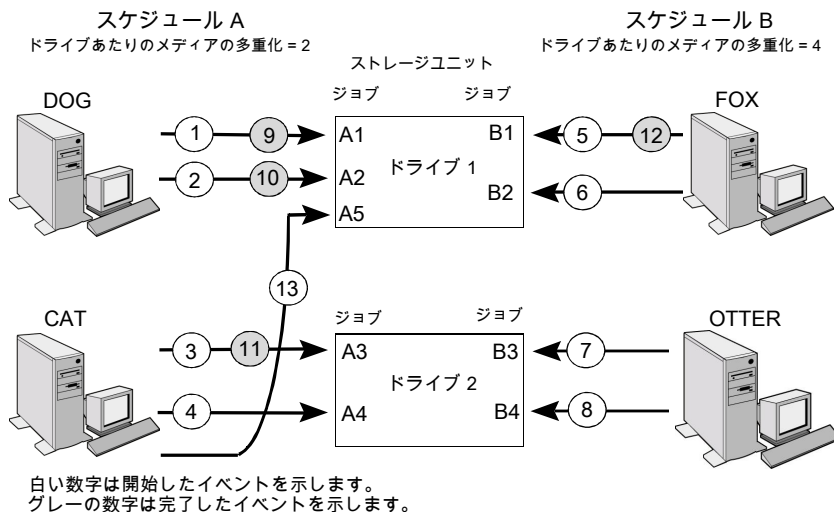 スケジュール A
ドライブあたりのメディアの多重化 = 2
スケジュール B
ドライブあたりのメディアの多重化 = 4
ストレージユニット
ジョブ ジョブ
DOG
FOX
1 9 A1 B1 5 12
ドライブ 1
2 10 A2 B2 6
A5
13
CAT
OTTER
ジョブ ジョブ
3 11 A3 B3 7
ドライブ 2
4 A4 B4 8
白い数字は開始したイベントを示します。
グレーの数字は完了したイベントを示します。